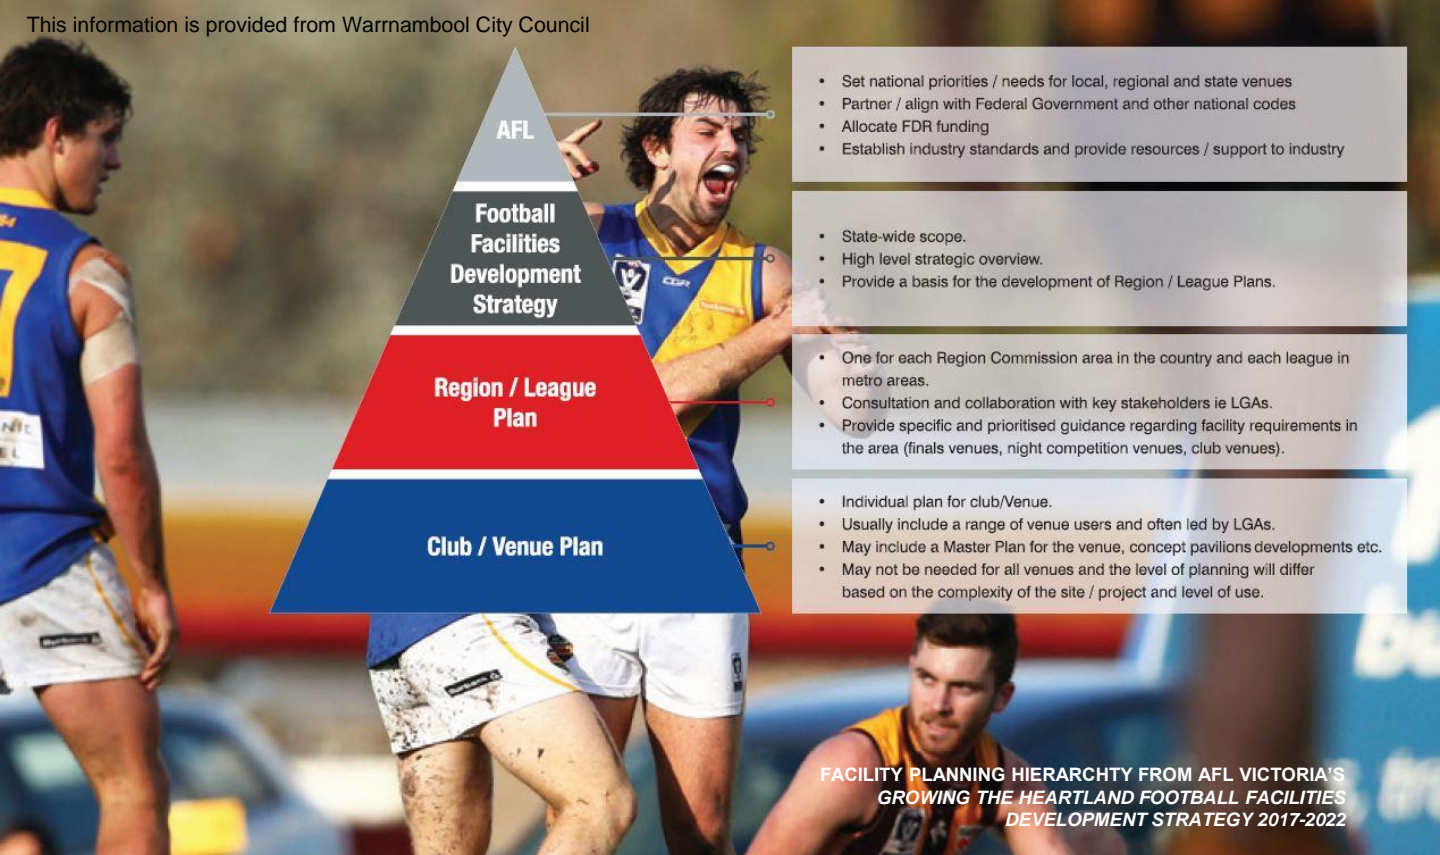 This information is provided from Warrnambool City Council
AFL
• Set national priorities / needs for local, regional and state venues
• Partner / align with Federal Government and other national codes
• Allocate FDR funding
• Establish industry standards and provide resources / support to industry
Football
Facilities
Development
Strategy
• State-wide scope.
• High level strategic overview.
• Provide a basis for the development of Region / League Plans.
Region / League
Plan
• One for each Region Commission area in the country and each league in
metro areas.
• Consultation and collaboration with key stakeholders ie LGAs.
• Provide specific and prioritised guidance regarding facility requirements in
the area (finals venues, night competition venues, club venues).
Club / Venue Plan
• Individual plan for club/Venue.
• Usually include a range of venue users and often led by LGAs.
• May include a Master Plan for the venue, concept pavilions developments etc.
• May not be needed for all venues and the level of planning will differ
based on the complexity of the site / project and level of use.
CGR
FACILITY PLANNING HIERARCHTY FROM AFL VICTORIA'S
GROWING THE HEARTLAND FOOTBALL FACILITIES
DEVELOPMENT STRATEGY 2017-2022